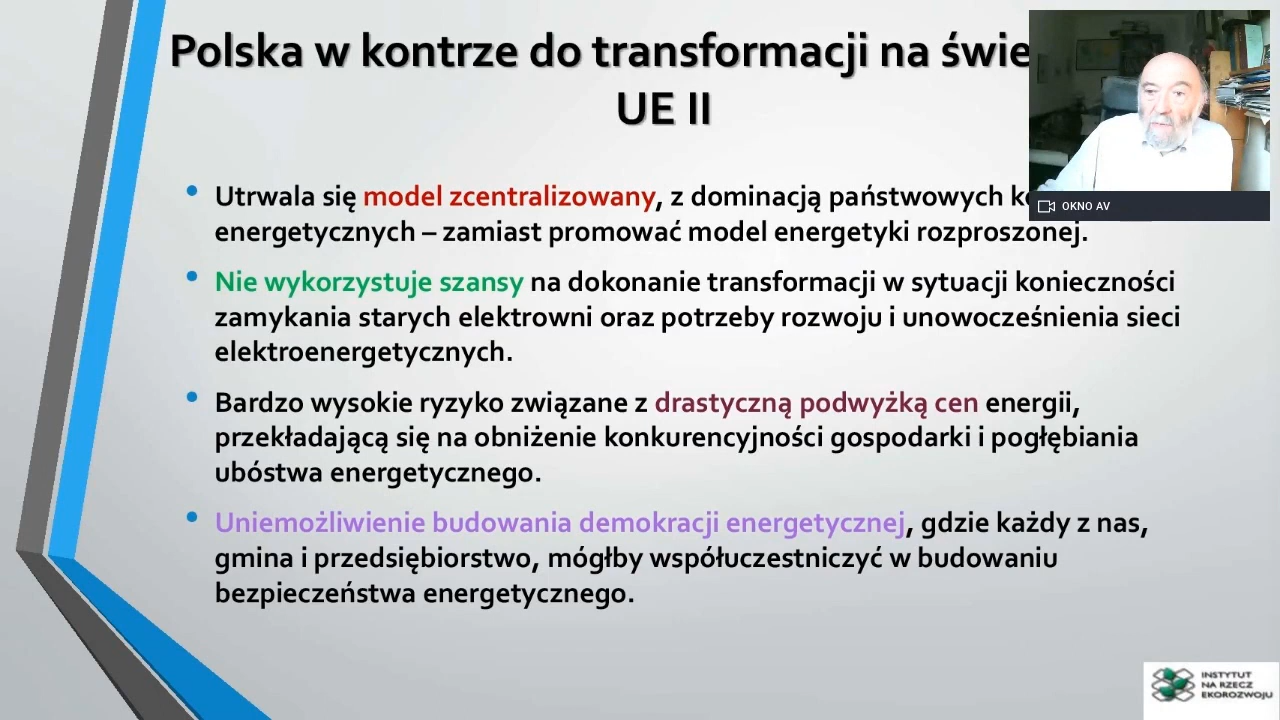 Polska w kontrze do transformacji na świe
UE II
• Utrwala się model zcentralizowany, z dominacją państwowych
energetycznych – zamiast promować model energetyki rozproszonej.
• Nie wykorzystuje szansy na dokonanie transformacji w sytuacji konieczności
zamykania starych elektrowni oraz potrzeby rozwoju i unowocześnienia sieci
elektroenergetycznych.
• Bardzo wysokie ryzyko związane z drastyczną podwyżką cen energii,
przekładającą się na obniżenie konkurencyjności gospodarki i pogłębiania
ubóstwa energetycznego.
• Uniemożliwienie budowania demokracji energetycznej, gdzie każdy z nas,
gmina i przedsiębiorstwo, mógłby współuczestniczyć w budowaniu
bezpieczeństwa energetycznego.
OKNO AV
INSTYTUT
NA RZECZ
EKOROZWOJU